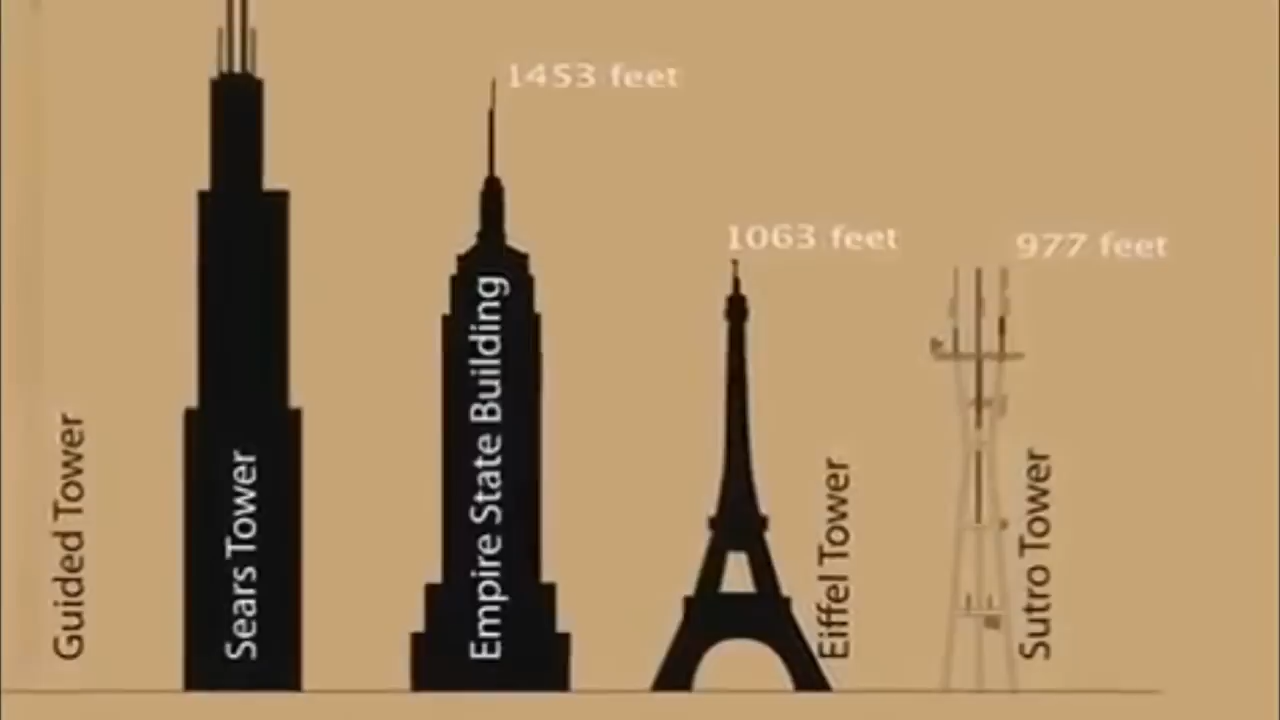 1453 feet
1063 feet
977 feet
Guided Tower
Sears Tower
Empire State Building
Eiffel Tower
Sutro Tower